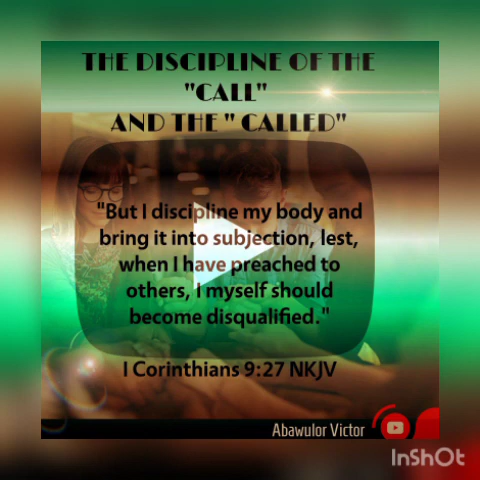 THE DISCIPLINE OF THE
"CALL"
AND THE " CALLED"
"But I discipline my body and
bring it into subjection, lest,
when I have preached to
others, I myself should
become disqualified."
I Corinthians 9:27 NKJV
Abawulor Victor
InShOt